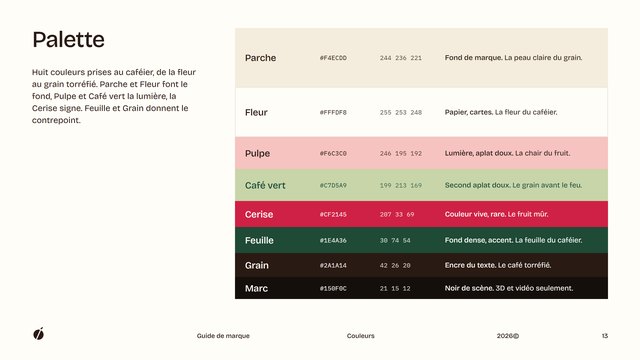 Palette
Huit couleurs prises au caféier, de la fleur
au grain torréfié. Parche et Fleur font le
fond, Pulpe et Café vert la lumière, la
Cerise signe. Feuille et Grain donnent le
contrepoint.
Parche #F4ECDD 244 236 221 Fond de marque. La peau claire du grain.
Fleur #FFFDF8 255 253 248 Papier, cartes. La fleur du caféier.
Pulpe #F6C3C0 246 195 192 Lumière, aplat doux. La chair du fruit.
Café vert #C7D5A9 199 213 169 Second aplat doux. Le grain avant le feu.
Cerise #CF2145 207 33 69 Couleur vive, rare. Le fruit mûr.
Feuille #1E4A36 30 74 54 Fond dense, accent. La feuille du caféier.
Grain #2A1A14 42 26 20 Encre du texte. Le café torréfié.
Marc #150F0C 21 15 12 Noir de scène. 3D et vidéo seulement.
Guide de marque Couleurs 2026© 13